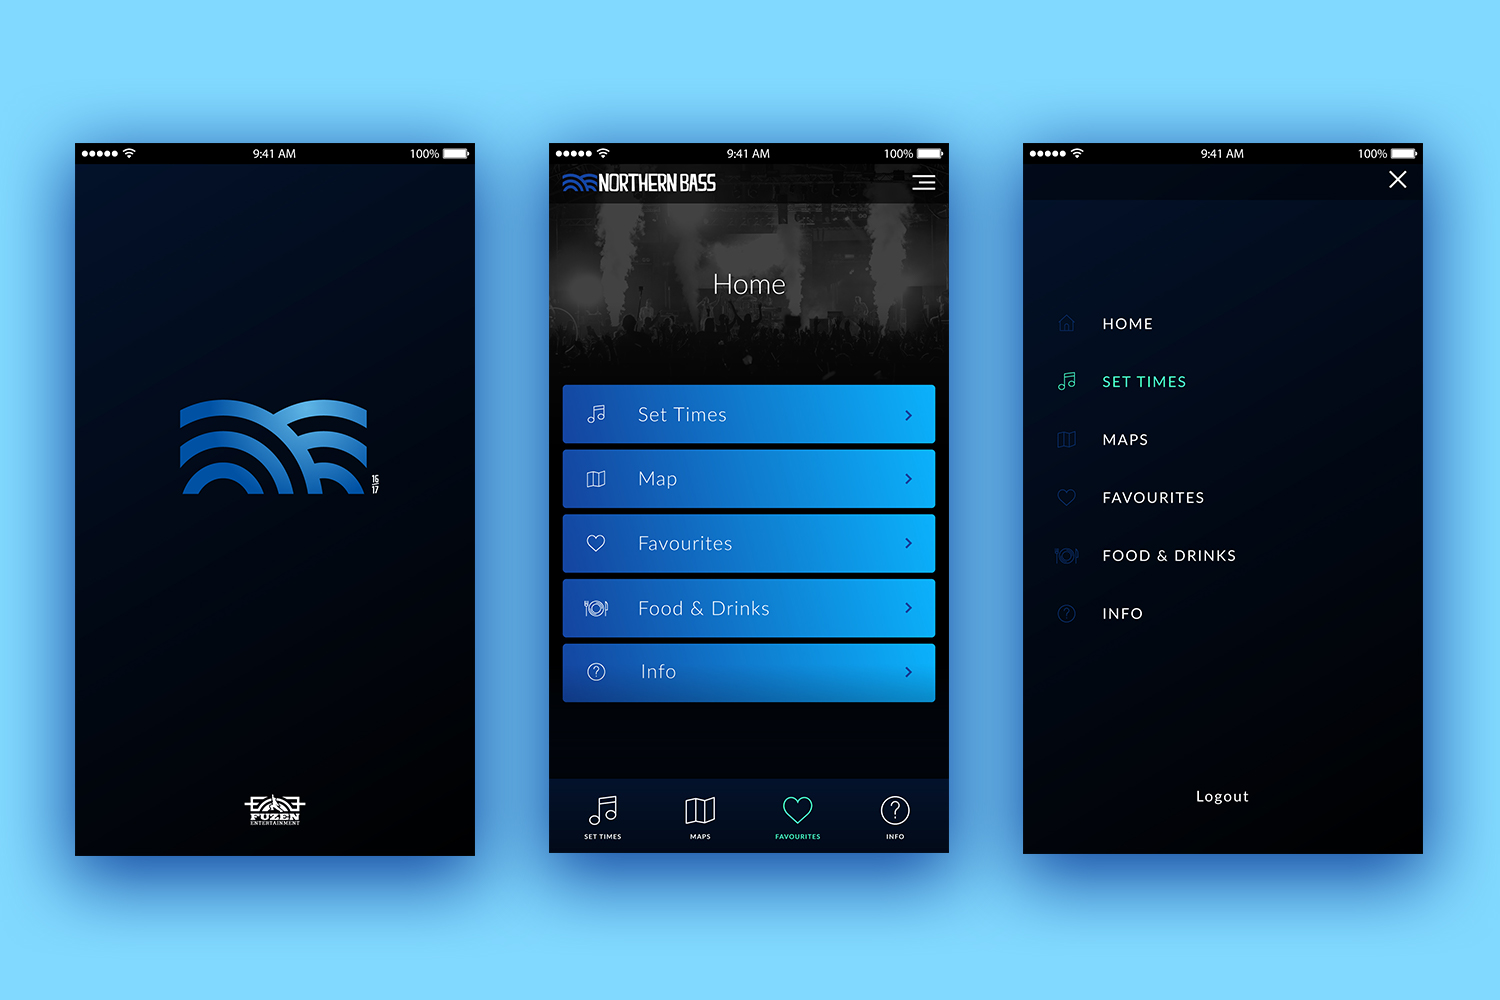 9:41 AM
100%
16
17
FUZEN
ENTERTAINMENT
9:41 AM
100%
NORTHERN BASS
Home
Set Times
Map
Favourites
Food & Drinks
Info
SET TIMES
MAPS
FAVOURITES
INFO
9:41 AM
100%
HOME
SET TIMES
MAPS
FAVOURITES
FOOD & DRINKS
INFO
Logout